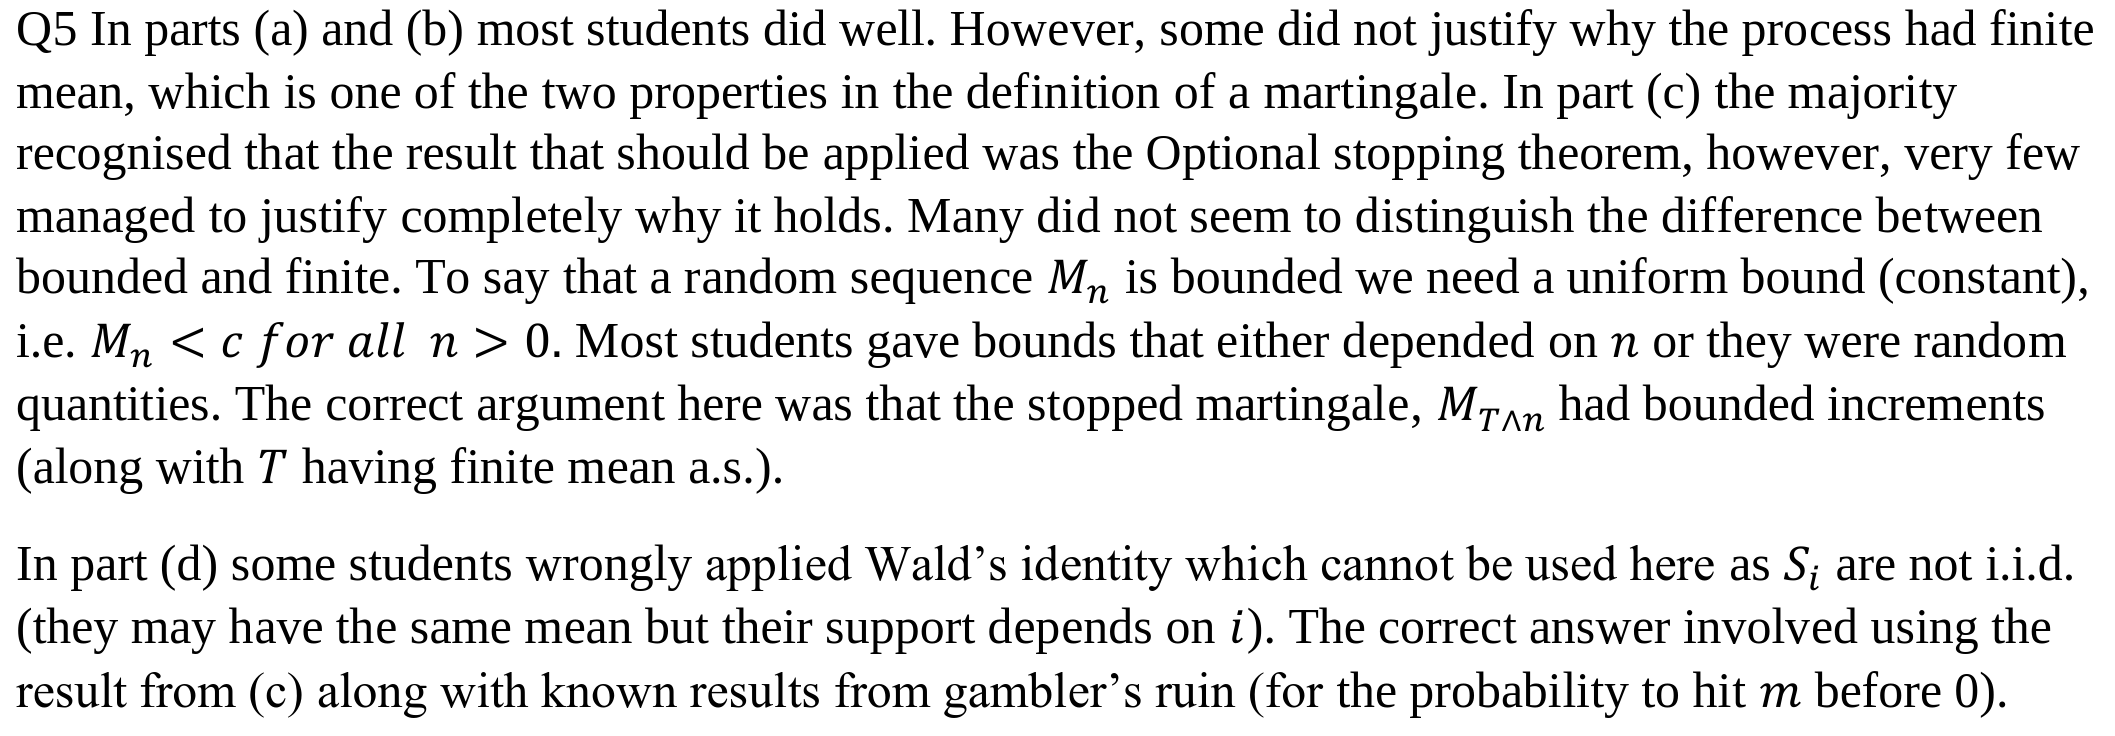 Q5 In parts (a) and (b) most students did well. However, some did not justify why the process had finite
mean, which is one of the two properties in the definition of a martingale. In part (c) the majority
recognised that the result that should be applied was the Optional stopping theorem, however, very few
managed to justify completely why it holds. Many did not seem to distinguish the difference between
bounded and finite. To say that a random sequence Mₙ is bounded we need a uniform bound (constant),
i.e. Mₙ < c for all n > 0. Most students gave bounds that either depended on n or they were random
quantities. The correct argument here was that the stopped martingale, M_{T∧n} had bounded increments
(along with T having finite mean a.s.).
In part (d) some students wrongly applied Wald’s identity which cannot be used here as Sᵢ are not i.i.d.
(they may have the same mean but their support depends on i). The correct answer involved using the
result from (c) along with known results from gambler’s ruin (for the probability to hit m before 0).